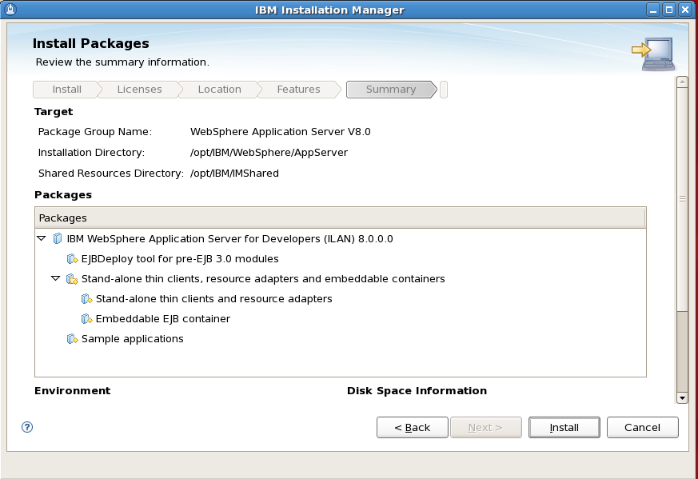 IBM Installation Manager
Install Packages
Review the summary information.
Install Licenses Location Features Summary
Target
Package Group Name: WebSphere Application Server V8.0
Installation Directory: /opt/IBM/WebSphere/AppServer
Shared Resources Directory: /opt/IBM/IMShared
Packages
Packages
IBM WebSphere Application Server for Developers (ILAN) 8.0.0.0
EJBDeploy tool for pre-EJB 3.0 modules
Stand-alone thin clients, resource adapters and embeddable containers
Stand-alone thin clients and resource adapters
Embeddable EJB container
Sample applications
Environment Disk Space Information
? < Back Next > Install Cancel